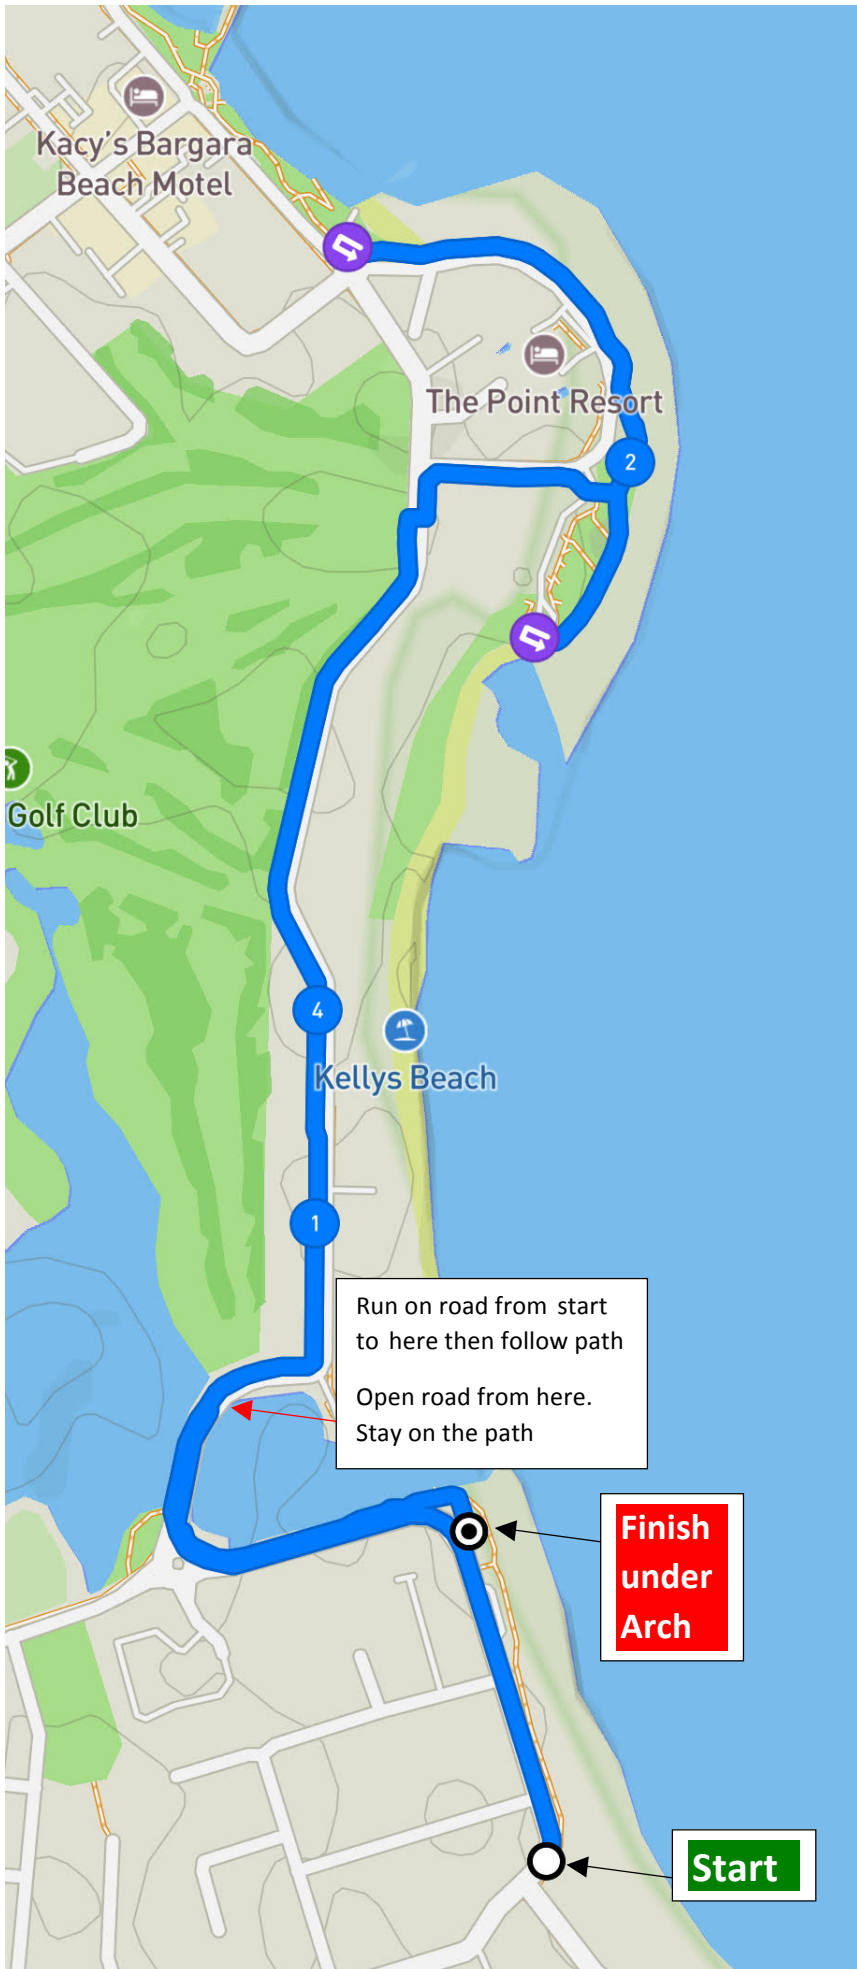 Kacy's Bargara
Beach Motel
The Point Resort
2
Golf Club
4
Kellys Beach
1
Run on road from start
to here then follow path
Open road from here.
Stay on the path
Finish
under
Arch
Start